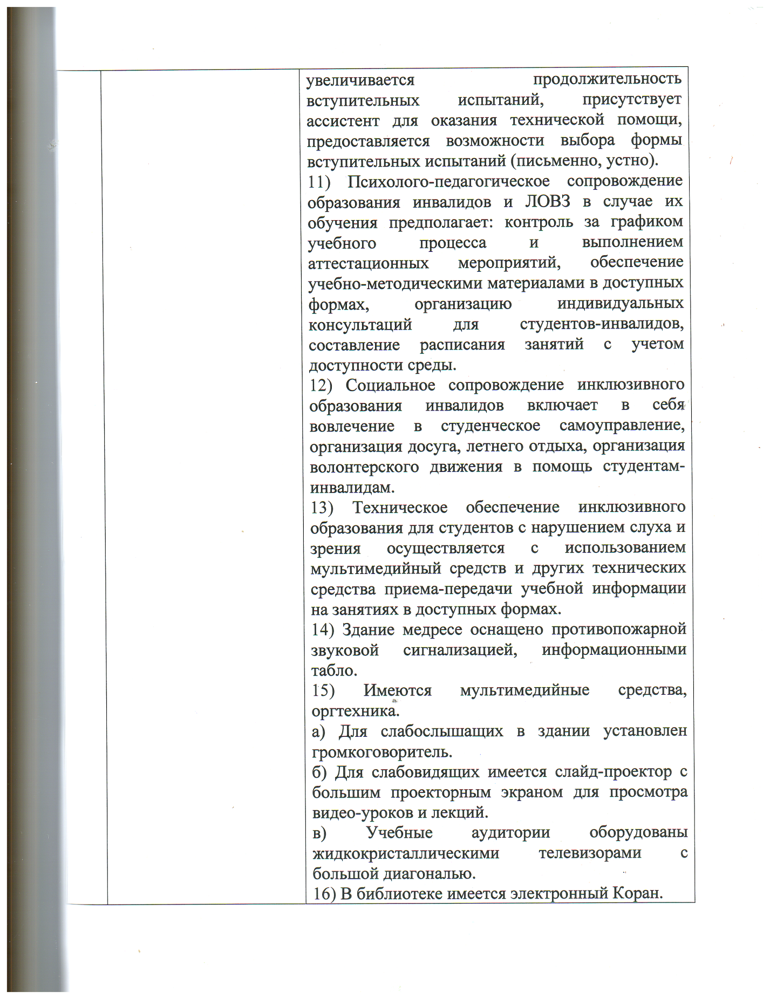 увеличивается продолжительность
вступительных испытаний, присутствует
ассистент для оказания технической помощи,
предоставляется возможности выбора формы
вступительных испытаний (письменно, устно).
11) Психолого-педагогическое сопровождение
образования инвалидов и ЛОВЗ в случае их
обучения предполагает: контроль за графиком
учебного процесса и выполнением
аттестационных мероприятий, обеспечение
учебно-методическими материалами в доступных
формах, организацию индивидуальных
консультаций для студентов-инвалидов,
составление расписания занятий с учетом
доступности среды.
12) Социальное сопровождение инклюзивного
образования инвалидов включает в себя
вовлечение в студенческое самоуправление,
организация досуга, летнего отдыха, организация
волонтерского движения в помощь студентам-
инвалидам.
13) Техническое обеспечение инклюзивного
образования для студентов с нарушением слуха и
зрения осуществляется с использованием
мультимедийный средств и других технических
средства приема-передачи учебной информации
на занятиях в доступных формах.
14) Здание медресе оснащено противопожарной
звуковой сигнализацией, информационными
табло.
15) Имеются мультимедийные средства,
оргтехника.
а) Для слабослышащих в здании установлен
громкоговоритель.
б) Для слабовидящих имеется слайд-проектор с
большим проекторным экраном для просмотра
видео-уроков и лекций.
в) Учебные аудитории оборудованы
жидкокристаллическими телевизорами с
большой диагональю.
16) В библиотеке имеется электронный Коран.